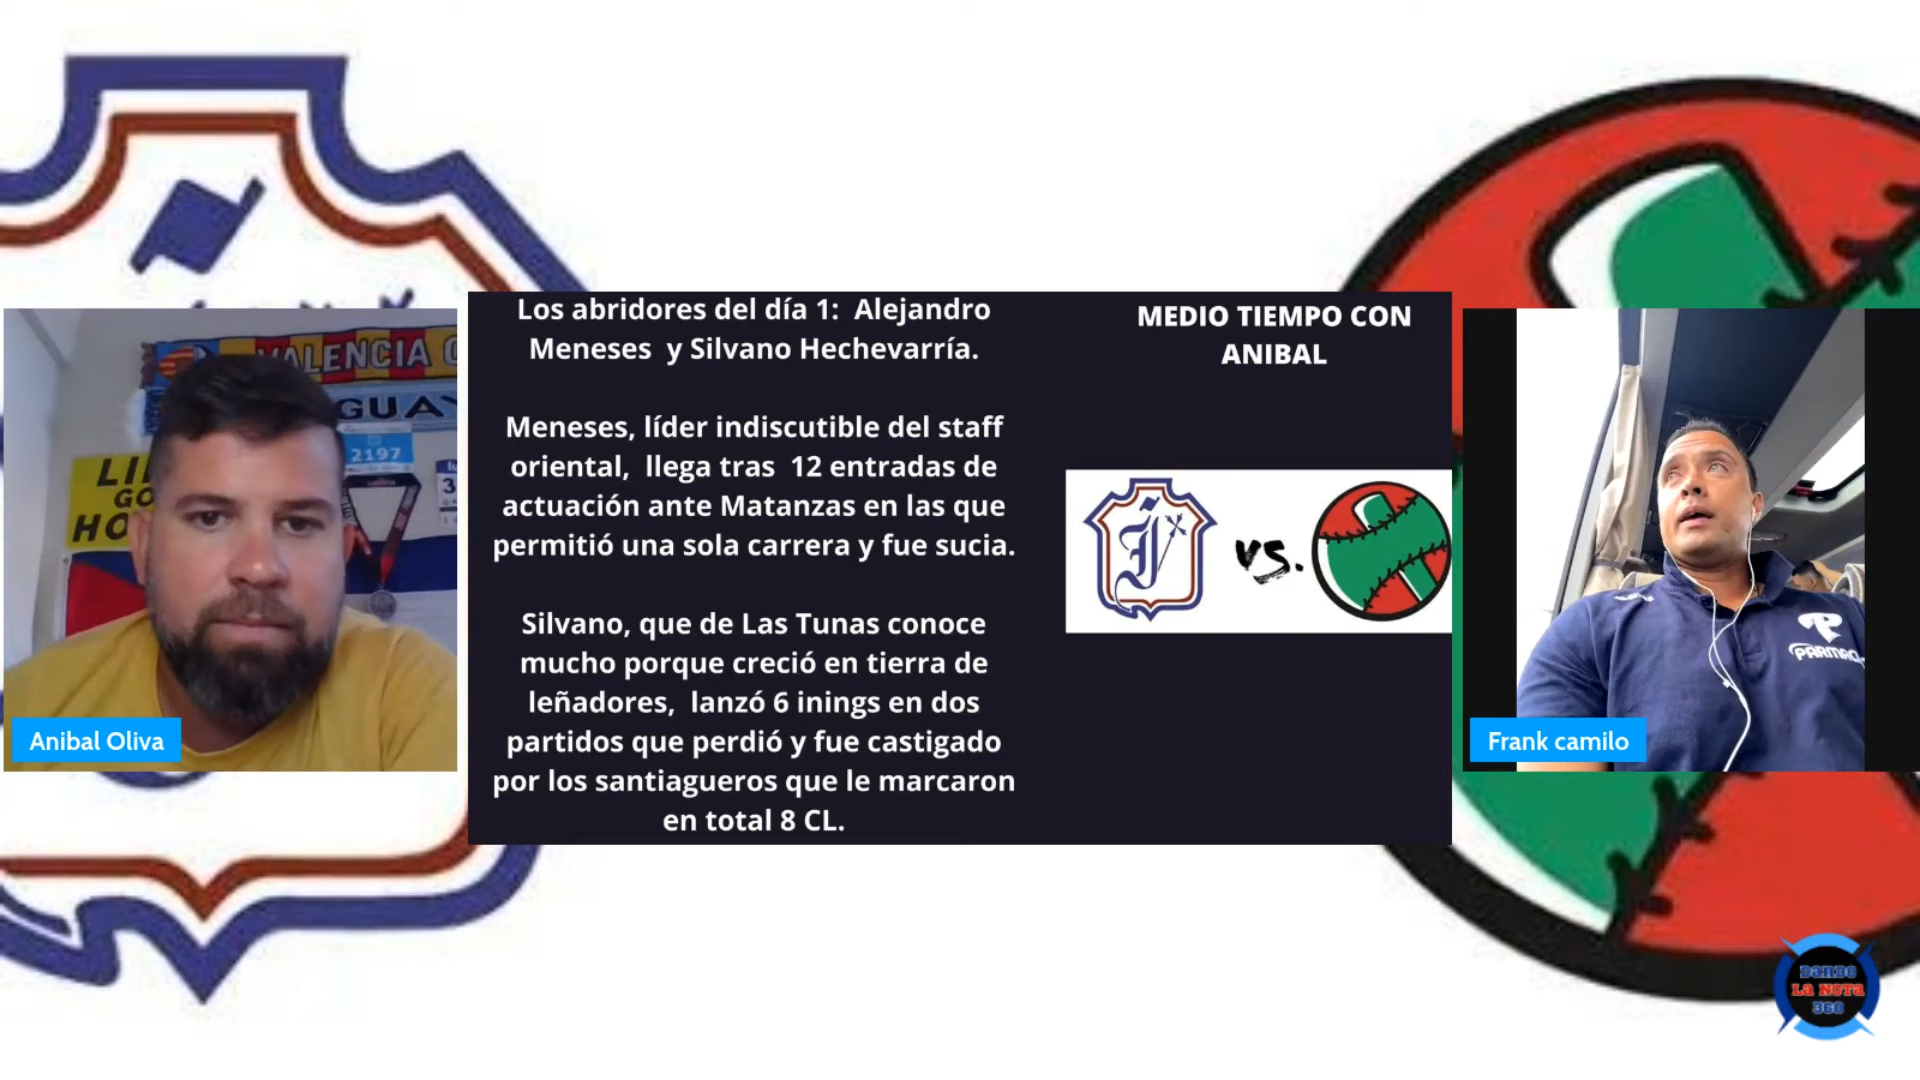 Los abridores del día 1: Alejandro
Meneses y Silvano Hechevarría.
Meneses, líder indiscutible del staff
oriental, llega tras 12 entradas de
actuación ante Matanzas en las que
permitió una sola carrera y fue sucia.
Silvano, que de Las Tunas conoce
mucho porque creció en tierra de
leñadores, lanzó 6 inings en dos
partidos que perdió y fue castigado
por los santiagueros que le marcaron
en total 8 CL.
MEDIO TIEMPO CON
ANIBAL
vs.
VALENCIA C
GUAY
2197
Anibal Oliva
PARMA
Frank camilo
DANDO
LA NOTA
360